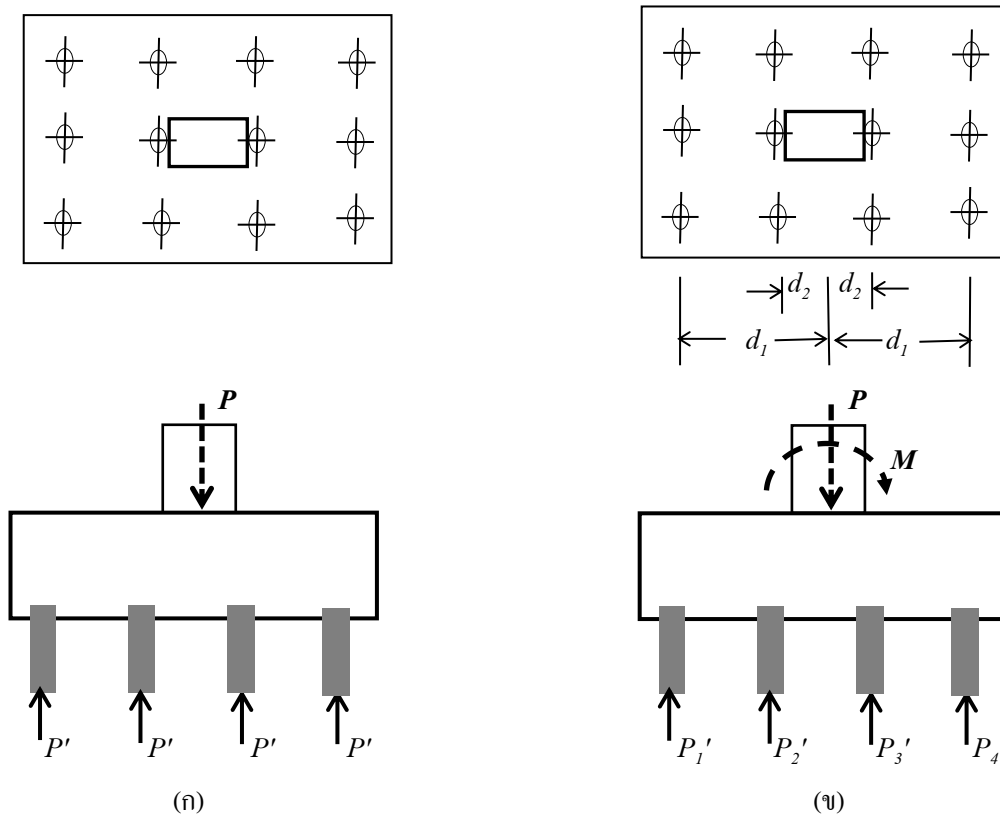 d₂ d₂
d₁ d₁
P P
M
P′ P′ P′ P′ P₁′ P₂′ P₃′ P₄
(ก) (ข)